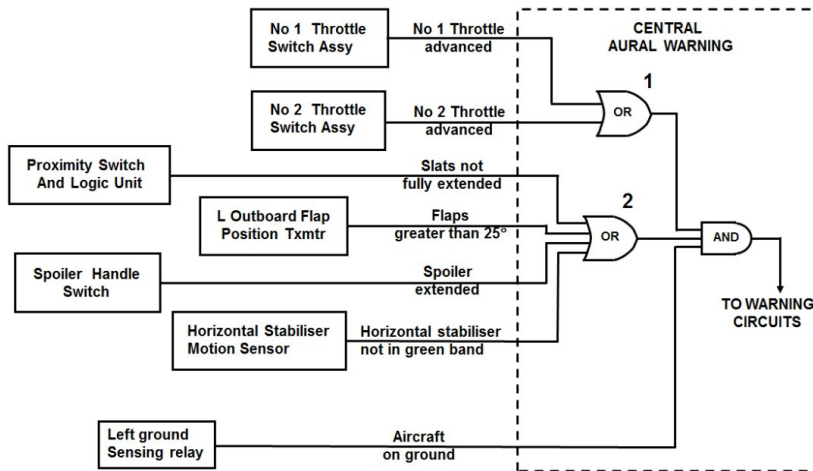 No 1 Throttle
Switch Assy
No 1 Throttle
advanced
CENTRAL
AURAL WARNING
1
OR
No 2 Throttle
Switch Assy
No 2 Throttle
advanced
Proximity Switch
And Logic Unit
Slats not
fully extended
2
L Outboard Flap
Position Txmtr
Flaps
greater than 25°
OR
AND
Spoiler Handle
Switch
Spoiler
extended
TO WARNING
CIRCUITS
Horizontal Stabiliser
Motion Sensor
Horizontal stabiliser
not in green band
Left ground
Sensing relay
Aircraft
on ground